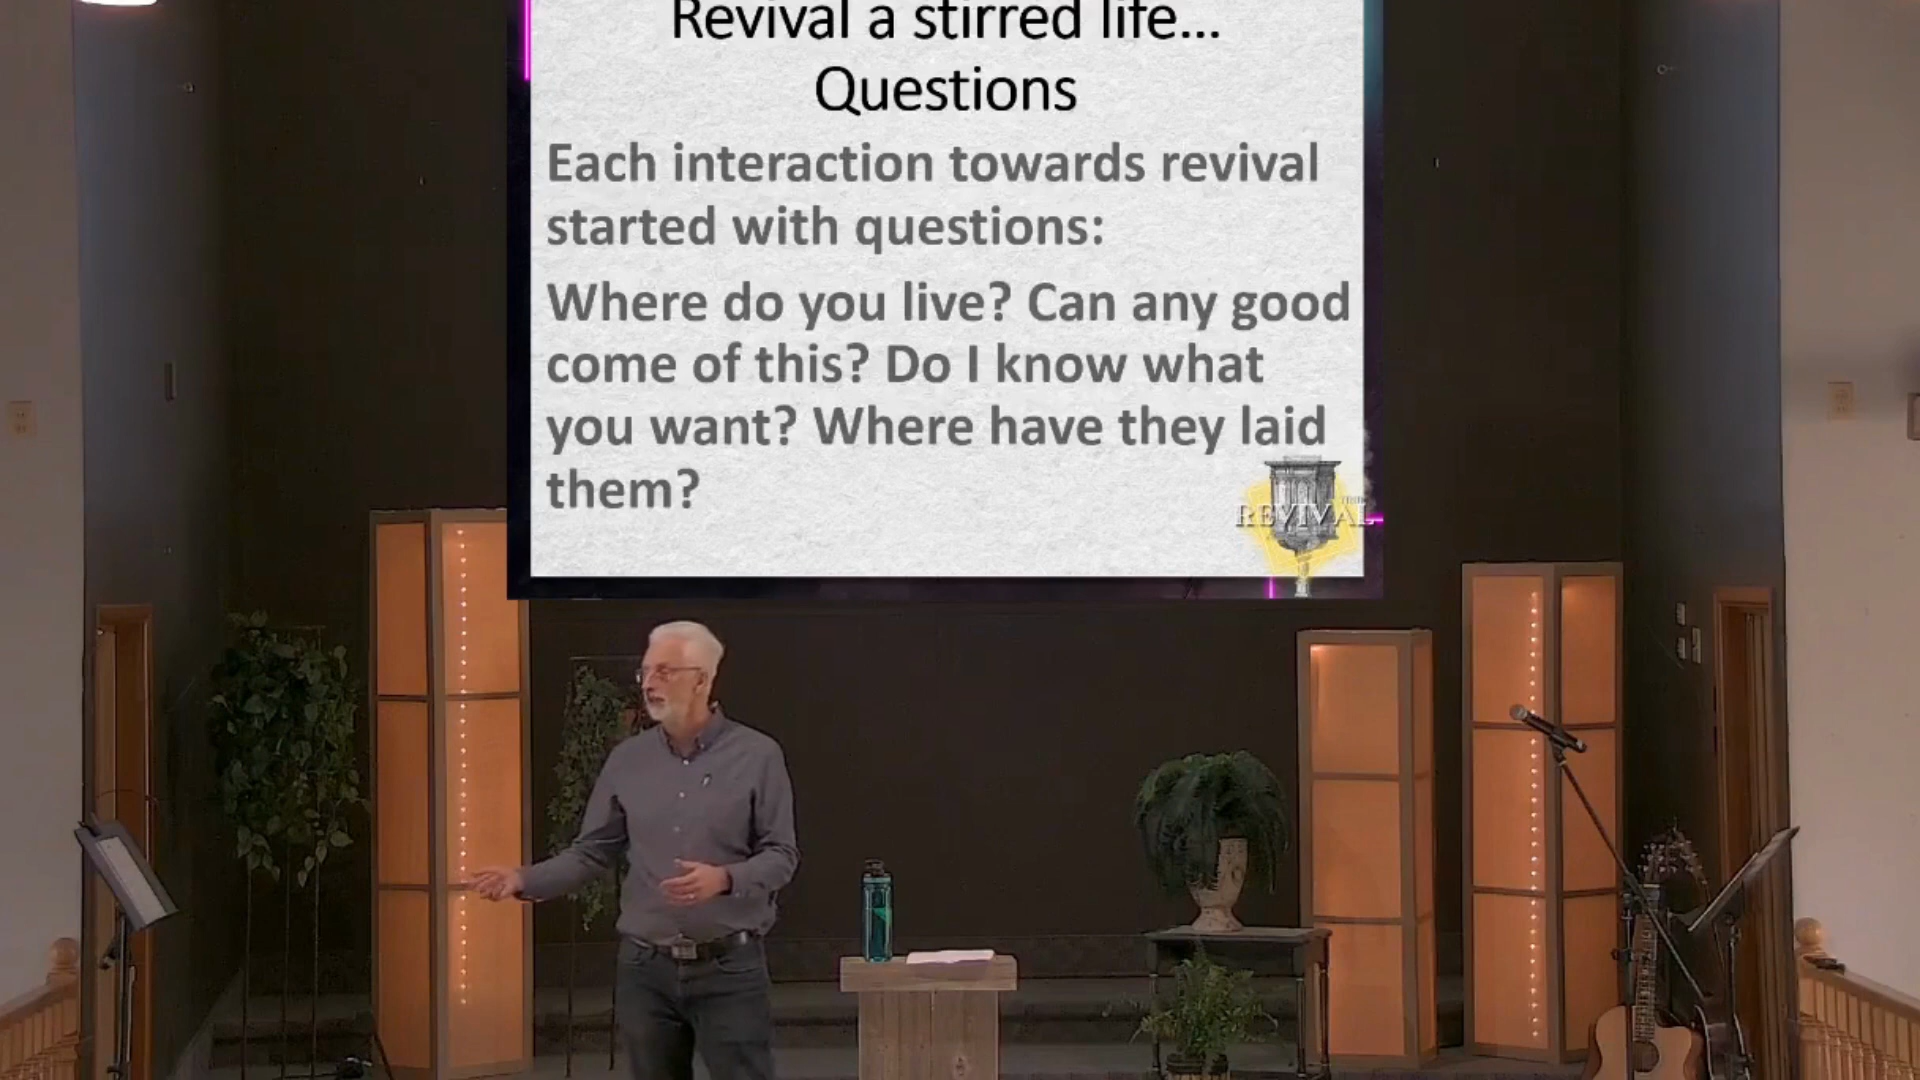 Revival a stirred life...
Questions
Each interaction towards revival
started with questions:
Where do you live? Can any good
come of this? Do I know what
you want? Where have they laid
them?
REVIVAL